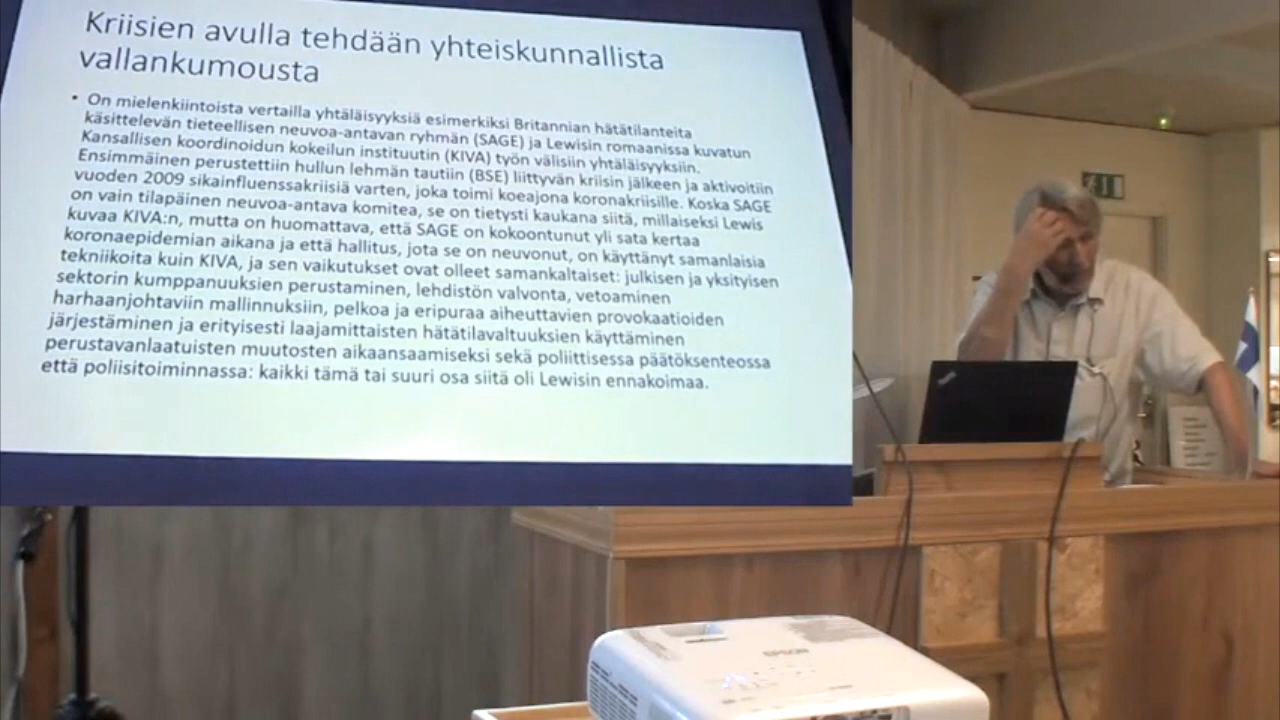 Kriisien avulla tehdään yhteiskunnallista
vallankumousta
• On mielenkiintoista vertailla yhtäläisyyksiä esimerkiksi Britannian hätätilanteita
käsittelevän tieteellisen neuvoa-antavan ryhmän (SAGE) ja Lewisin romaanissa kuvatun
Kansallisen koordinoidun kokeilun instituutin (KIVA) työn välisiin yhtäläisyyksiin.
Ensimmäinen perustettiin hullun lehmän tautiin (BSE) liittyvän kriisin jälkeen ja aktivoitiin
vuoden 2009 sikainfluenssakriisiä varten, joka toimi koeajona koronakriisille. Koska SAGE
on vain tilapäinen neuvoa-antava komitea, se on tietysti kaukana siitä, millaiseksi Lewis
kuvaa KIVA:n, mutta on huomattava, että SAGE on kokoontunut yli sata kertaa
koronaepidemian aikana ja että hallitus, jota se on neuvonut, on käyttänyt samanlaisia
tekniikoita kuin KIVA, ja sen vaikutukset ovat olleet samankaltaiset: julkisen ja yksityisen
sektorin kumppanuuksien perustaminen, lehdistön valvonta, vetoaminen
harhaanjohtaviin mallinnuksiin, pelkoa ja eripuraa aiheuttavien provokaatioiden
järjestäminen ja erityisesti laajamittaisten hätätilavaltuuksien käyttäminen
perustavanlaatuisten muutosten aikaansaamiseksi sekä poliittisessa päätöksenteossa
että poliisitoiminnassa: kaikki tämä tai suuri osa siitä oli Lewisin ennakoimaa.
EPSON